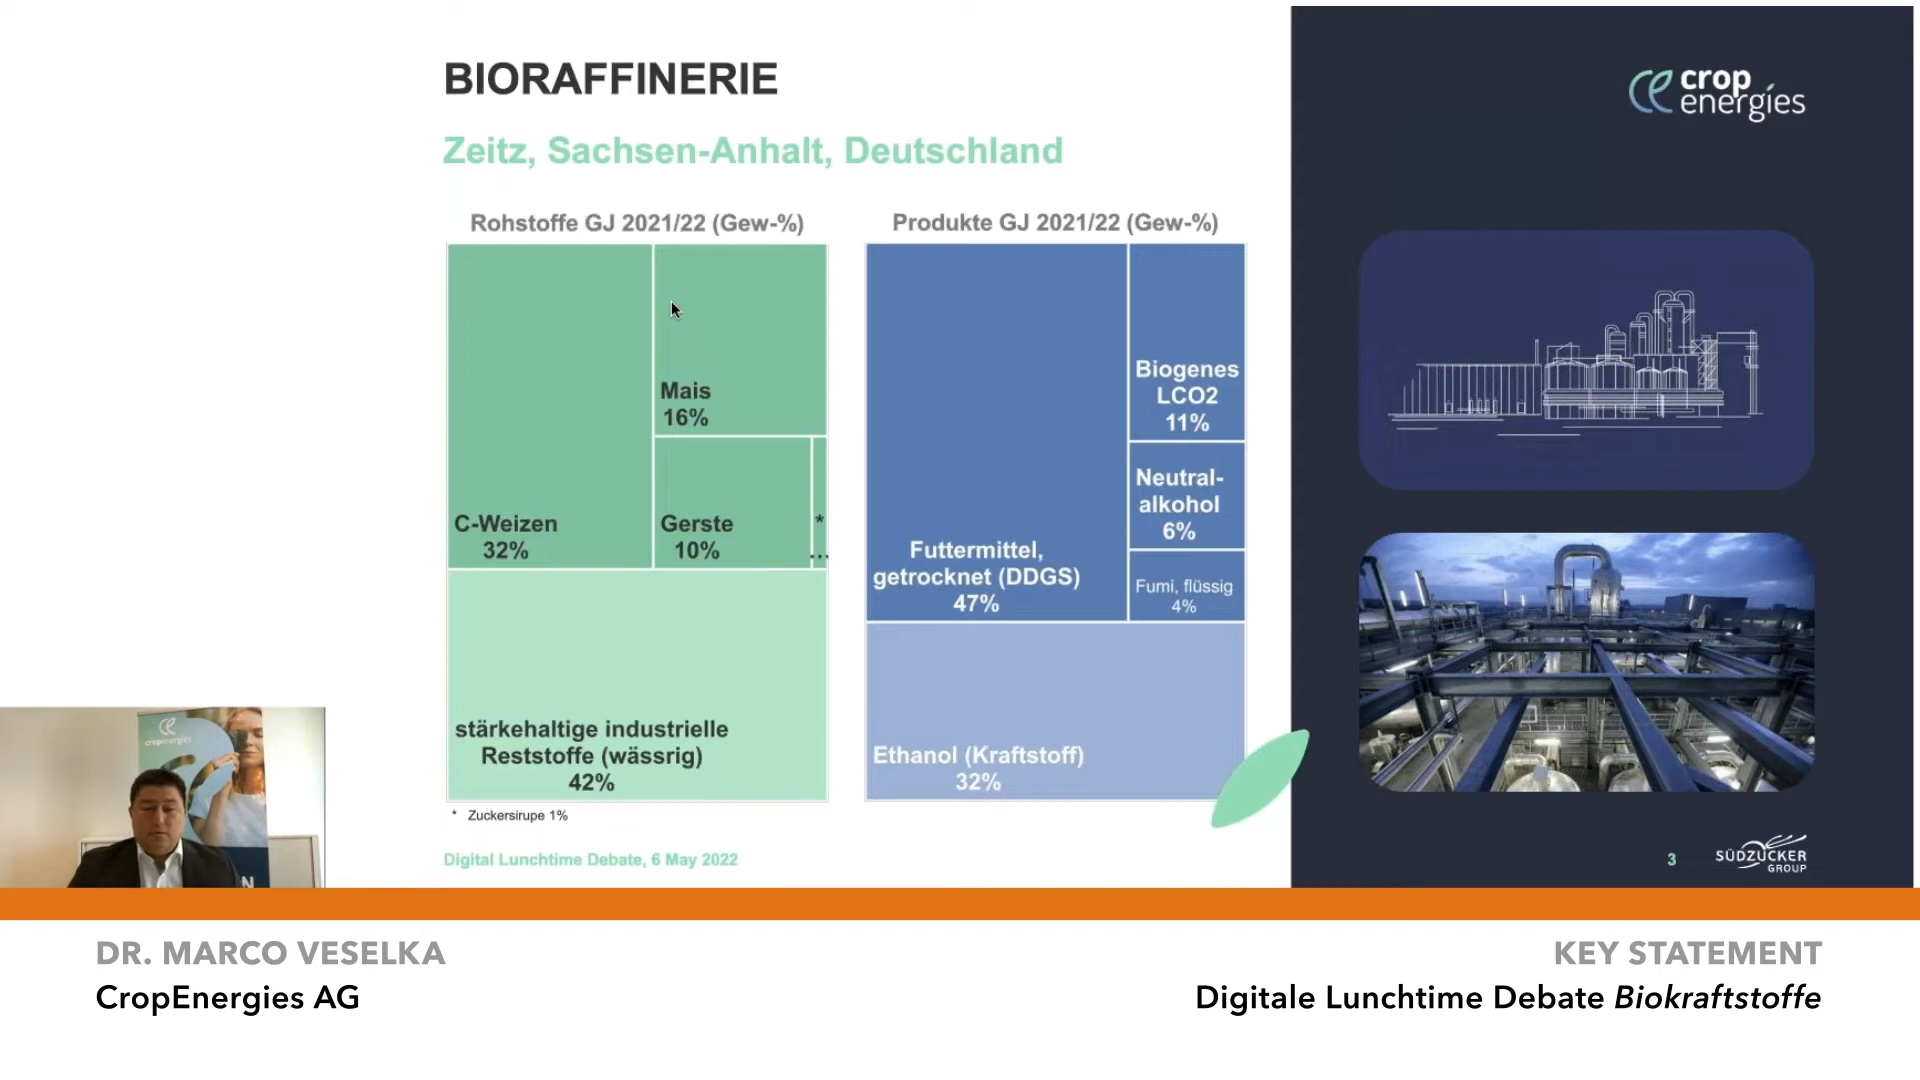 BIORAFFINERIE
Zeitz, Sachsen-Anhalt, Deutschland
Rohstoffe GJ 2021/22 (Gew-%)
C-Weizen
32%
Mais
16%
Gerste
10%
*
...
stärkehaltige industrielle
Reststoffe (wässrig)
42%
* Zuckersirupe 1%
Produkte GJ 2021/22 (Gew-%)
Futtermittel,
getrocknet (DDGS)
47%
Biogenes
LCO2
11%
Neutral-
alkohol
6%
Fumi, flüssig
4%
Ethanol (Kraftstoff)
32%
Digital Lunchtime Debate, 6 May 2022
crop
energies
3
SÜDZUCKER
GROUP
cropenergies
N
DR. MARCO VESELKA
CropEnergies AG
KEY STATEMENT
Digitale Lunchtime Debate Biokraftstoffe